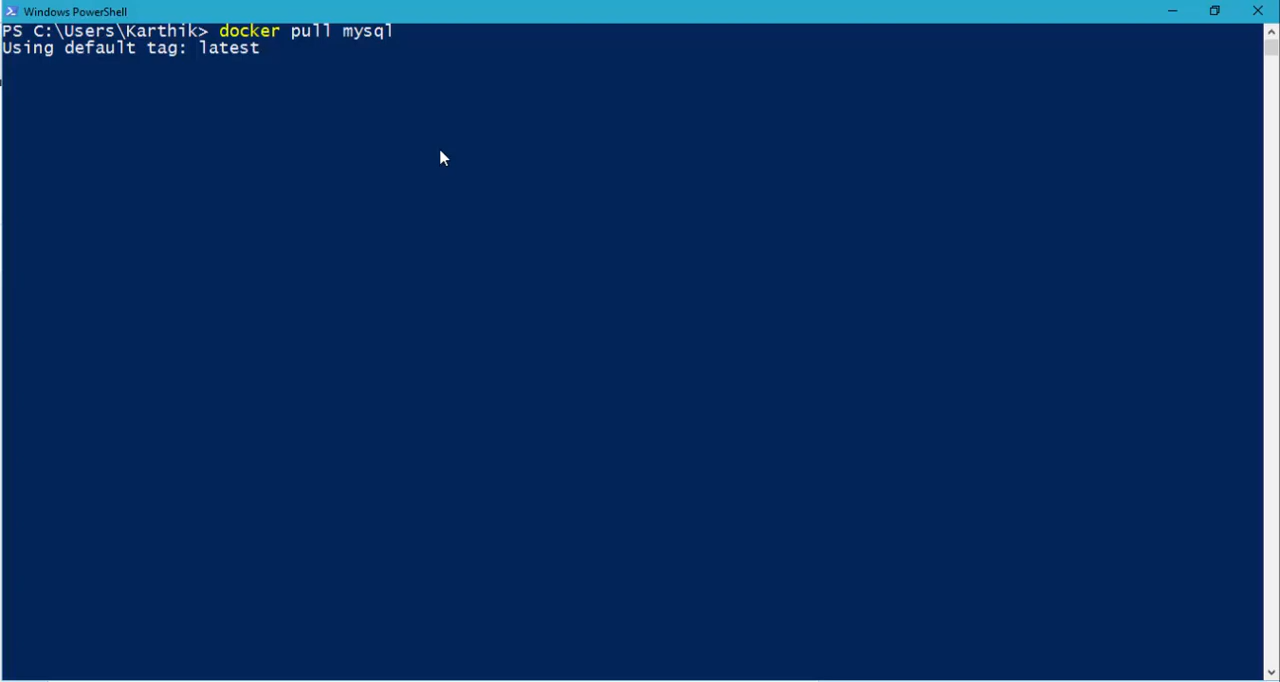 Windows PowerShell
PS C:\Users\Karthik> docker pull mysql
Using default tag: latest